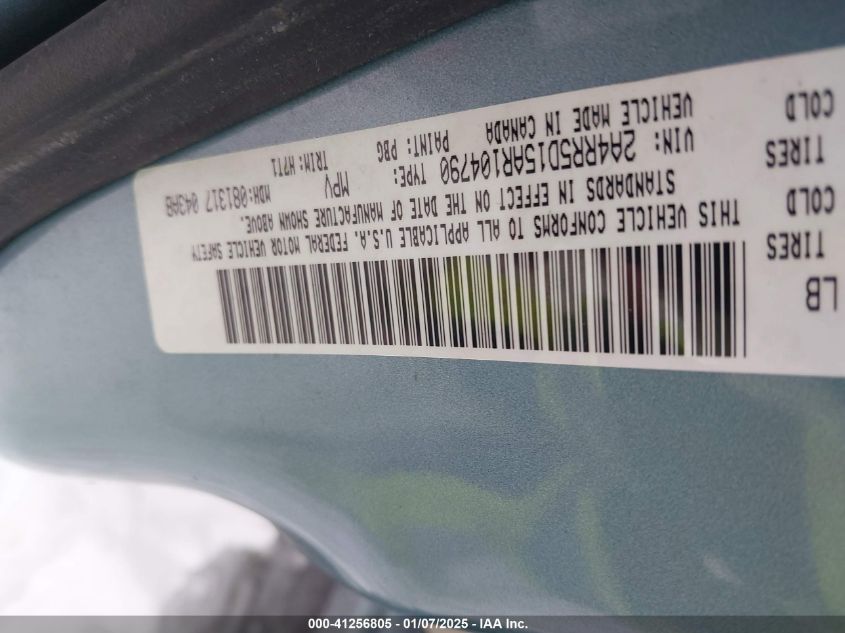 LB
TIRES
COLD
TIRES
COLD
THIS VEHICLE CONFORMS TO ALL APPLICABLE U.S.A. FEDERAL MOTOR VEHICLE SAFETY
STANDARDS IN EFFECT ON THE DATE OF MANUFACTURE SHOWN ABOVE.
VIN: 2A4RR5D15AR104790 TYPE: MPV MDH:081317 043AB
VEHICLE MADE IN CANADA PAINT: PBG TRIM: H7T1
000-41256805 — 01/07/2025 — IAA Inc.